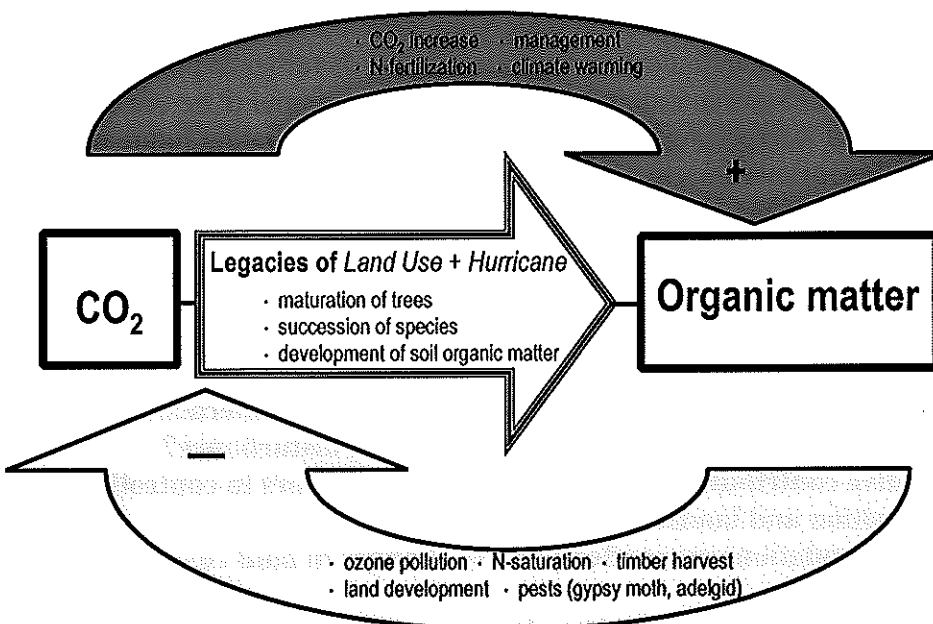 · CO₂ increase · management
· N-fertilization · climate warming
+
CO₂
Legacies of Land Use + Hurricane
· maturation of trees
· succession of species
· development of soil organic matter
Organic matter
—
· ozone pollution · N-saturation · timber harvest
· land development · pests (gypsy moth, adelgid)